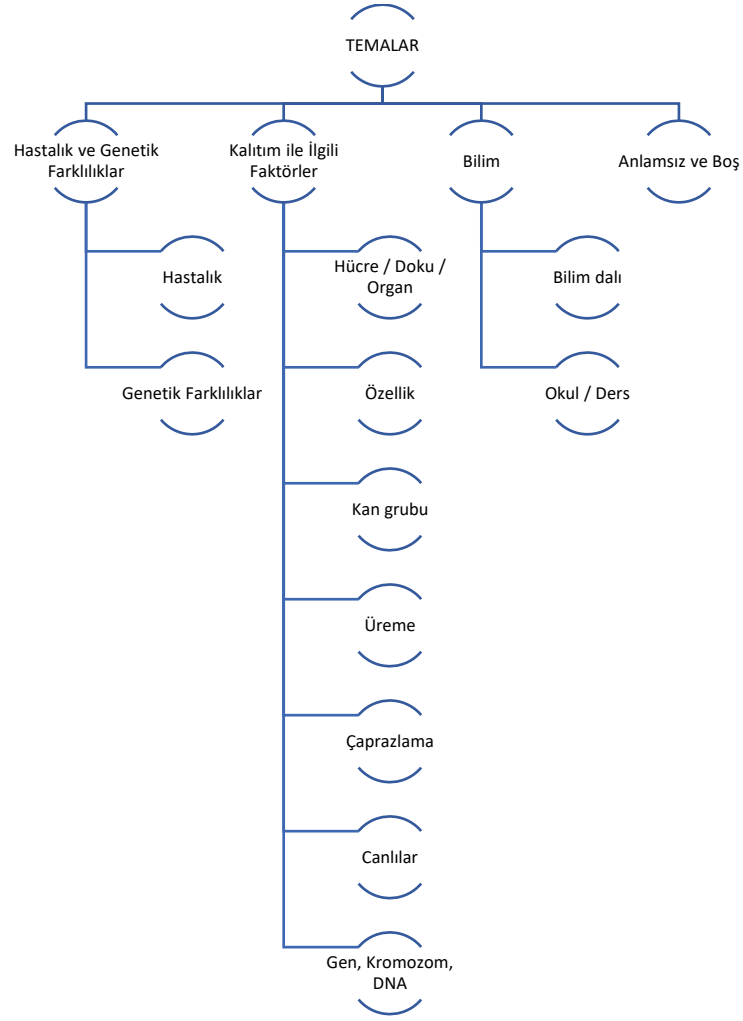 TEMALAR
Hastalık ve Genetik
Farklılıklar
Hastalık
Genetik Farklılıklar
Kalıtım ile İlgili
Faktörler
Hücre / Doku /
Organ
Özellik
Kan grubu
Üreme
Çaprazlama
Canlılar
Gen, Kromozom,
DNA
Bilim
Bilim dalı
Okul / Ders
Anlamsız ve Boş